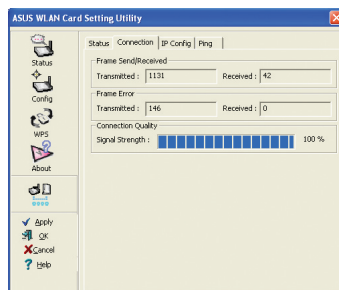 ASUS WLAN Card Setting Utility
Status
Config
WPS
About
Apply
OK
Cancel
Help
Status Connection IP Config Ping
Frame Send/Received
Transmitted : 1131 Received : 42
Frame Error
Transmitted : 146 Received : 0
Connection Quality
Signal Strength : 100 %